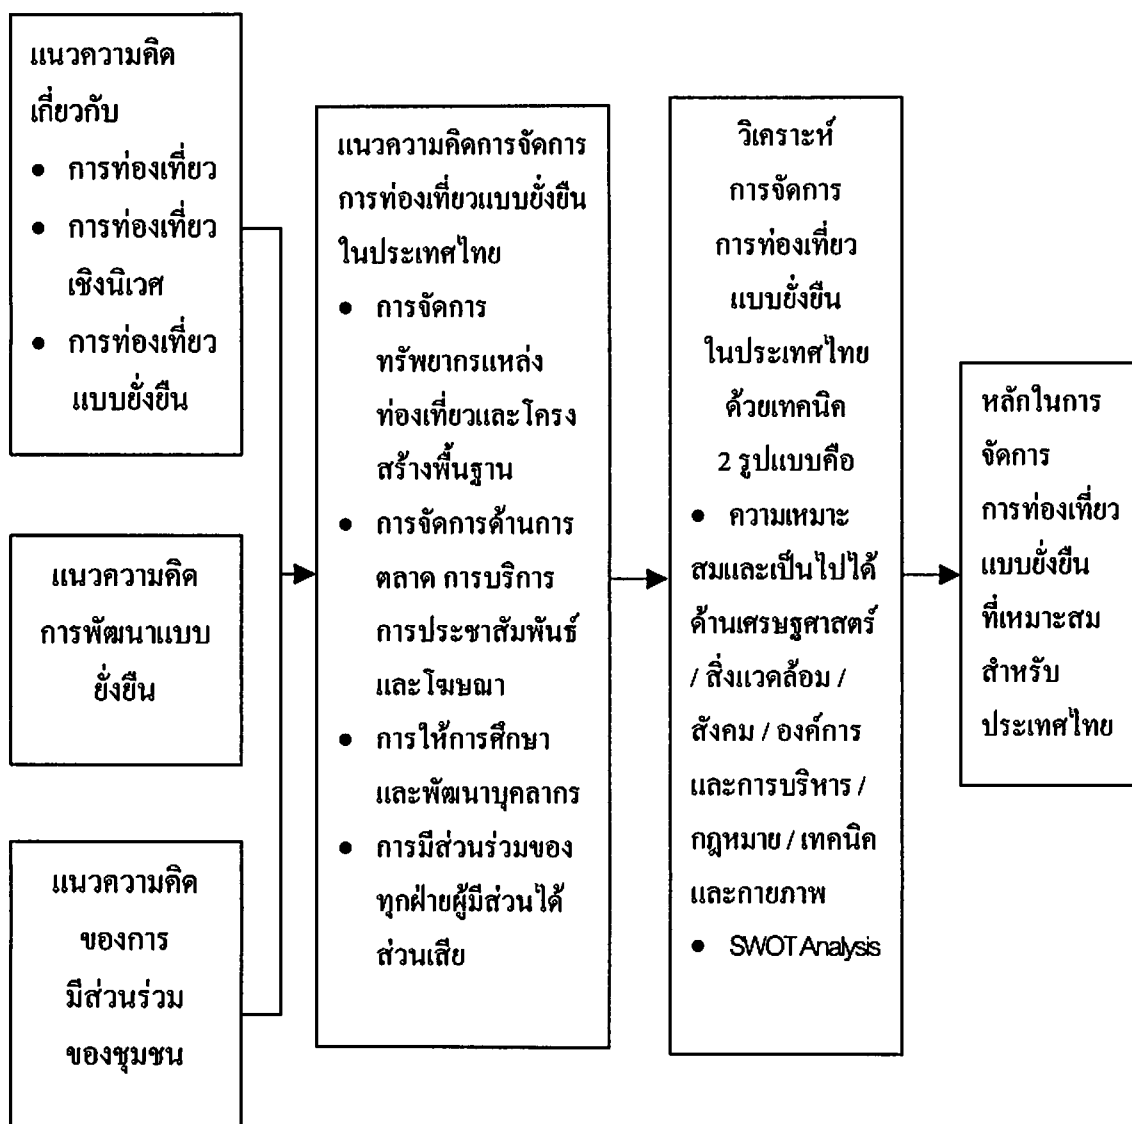 แนวความคิด
เกี่ยวกับ
• การท่องเที่ยว
• การท่องเที่ยว
เชิงนิเวศ
• การท่องเที่ยว
แบบยั่งยืน
แนวความคิด
การพัฒนาแบบ
ยั่งยืน
แนวความคิด
ของการ
มีส่วนร่วม
ของชุมชน
แนวความคิดการจัดการ
การท่องเที่ยวแบบยั่งยืน
ในประเทศไทย
• การจัดการ
ทรัพยากรแหล่ง
ท่องเที่ยวและโครง
สร้างพื้นฐาน
• การจัดการด้านการ
ตลาด การบริการ
การประชาสัมพันธ์
และโฆษณา
• การให้การศึกษา
และพัฒนาบุคลากร
• การมีส่วนร่วมของ
ทุกฝ่ายผู้มีส่วนได้
ส่วนเสีย
วิเคราะห์
การจัดการ
การท่องเที่ยว
แบบยั่งยืน
ในประเทศไทย
ด้วยเทคนิค
2 รูปแบบคือ
• ความเหมาะ
สมและเป็นไปได้
ด้านเศรษฐศาสตร์
/ สิ่งแวดล้อม /
สังคม / องค์การ
และการบริหาร /
กฎหมาย / เทคนิค
และกายภาพ
• SWOT Analysis
หลักในการ
จัดการ
การท่องเที่ยว
แบบยั่งยืน
ที่เหมาะสม
สำหรับ
ประเทศไทย